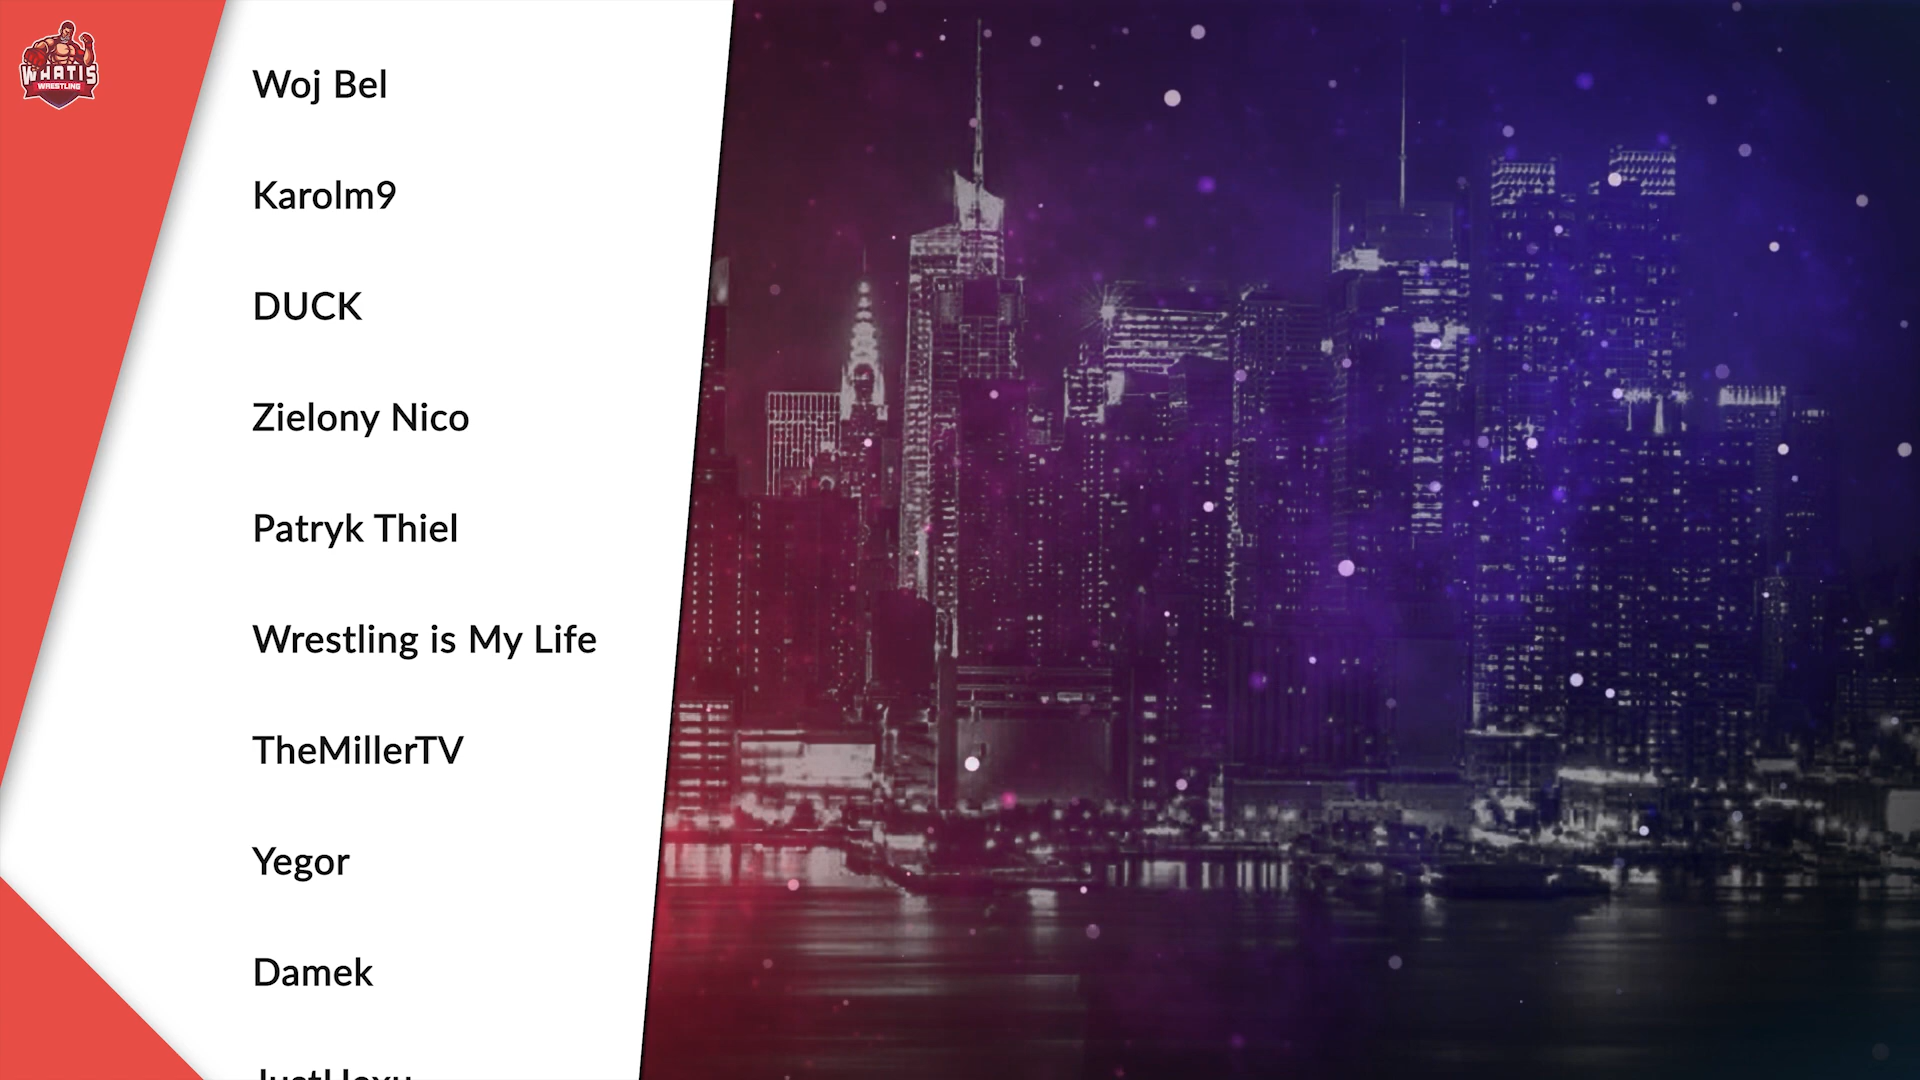 WHATIS
WRESTLING
Woj Bel
Karolm9
DUCK
Zielony Nico
Patryk Thiel
Wrestling is My Life
TheMillerTV
Yegor
Damek